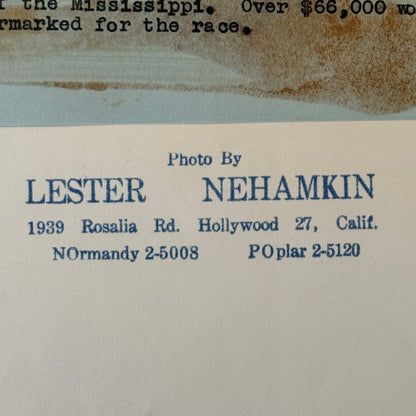 the Mississippi. Over $66,000 wo
rmarked for the race.
Photo By
LESTER NEHAMKIN
1939 Rosalia Rd. Hollywood 27, Calif.
NOrmandy 2-5008 POplar 2-5120